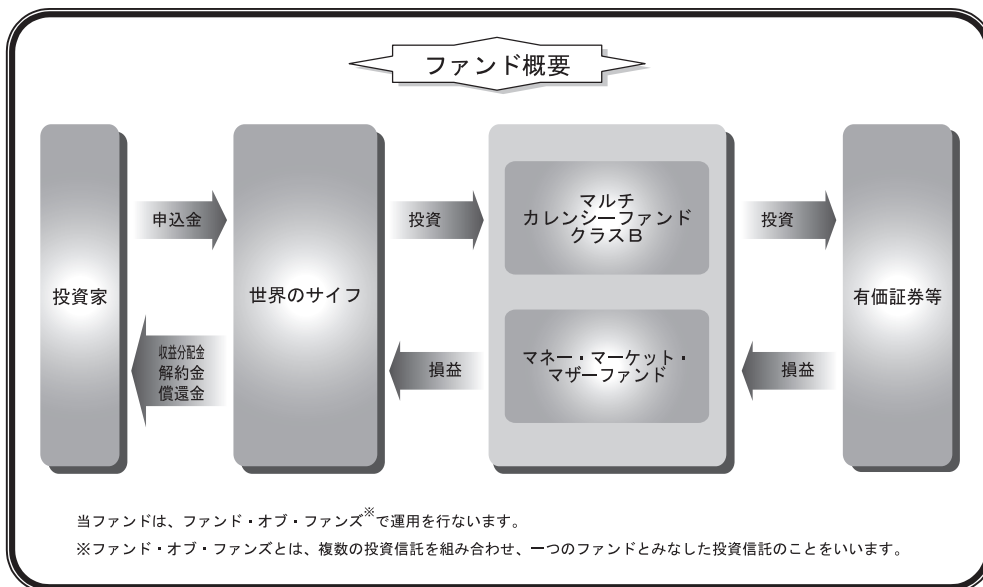 ファンド概要
投資家
申込金
収益分配金
解約金
償還金
世界のサイフ
投資
損益
マルチ
カレンシーファンド
クラスB
マネー・マーケット・
マザーファンド
投資
損益
有価証券等
当ファンドは、ファンド・オブ・ファンズ※で運用を行ないます。
※ファンド・オブ・ファンズとは、複数の投資信託を組み合わせ、一つのファンドとみなした投資信託のことをいいます。